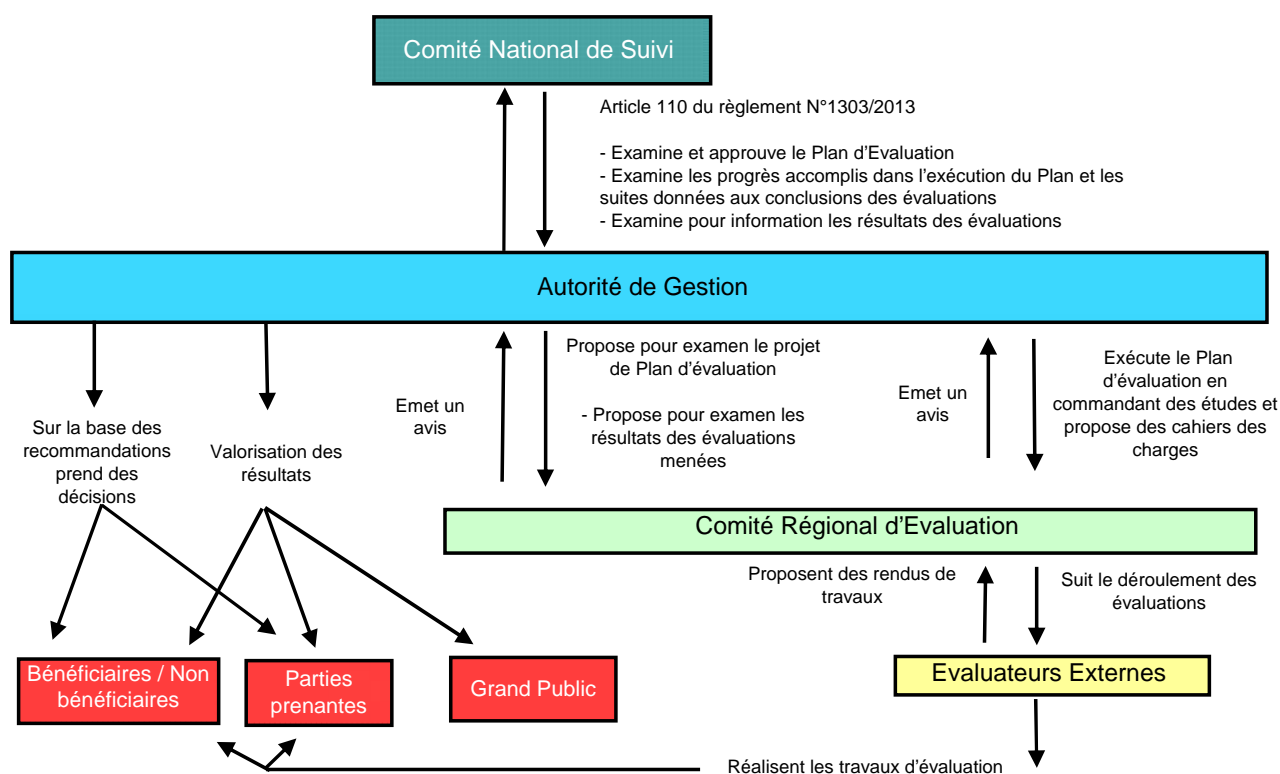 Comité National de Suivi
Article 110 du règlement N°1303/2013
- Examine et approuve le Plan d'Evaluation
- Examine les progrès accomplis dans l'exécution du Plan et les
suites données aux conclusions des évaluations
- Examine pour information les résultats des évaluations
Autorité de Gestion
Sur la base des
recommandations
prend des
décisions
Valorisation des
résultats
Emet un
avis
Propose pour examen le projet
de Plan d'évaluation
- Propose pour examen les
résultats des évaluations
menées
Emet un
avis
Exécute le Plan
d'évaluation en
commandant des études et
propose des cahiers des
charges
Comité Régional d'Evaluation
Proposent des rendus de
travaux
Suit le déroulement des
évaluations
Bénéficiaires / Non
bénéficiaires
Parties
prenantes
Grand Public
Evaluateurs Externes
Réalisent les travaux d'évaluation